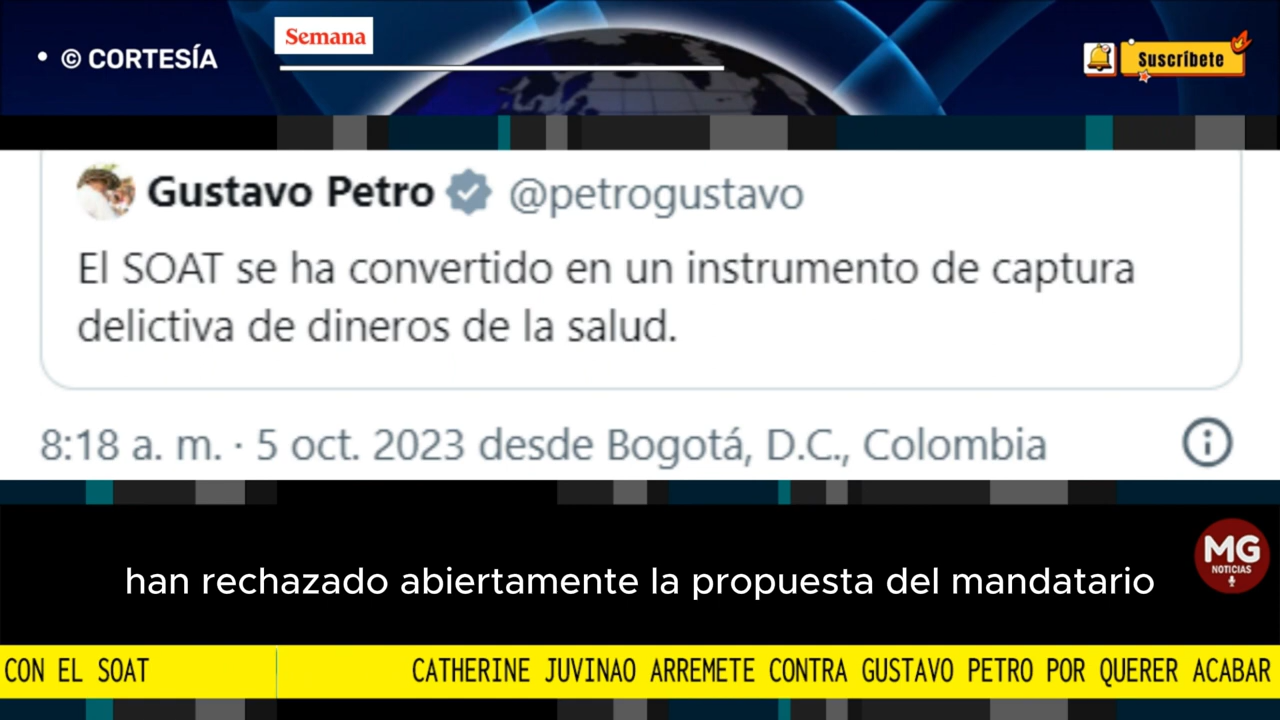 • © CORTESÍA
Semana
Suscríbete
Gustavo Petro @petrogustavo
El SOAT se ha convertido en un instrumento de captura
delictiva de dineros de la salud.
8:18 a. m. · 5 oct. 2023 desde Bogotá, D.C., Colombia
MG
NOTICIAS
han rechazado abiertamente la propuesta del mandatario
CON EL SOAT
CATHERINE JUVINAO ARREMETE CONTRA GUSTAVO PETRO POR QUERER ACABAR